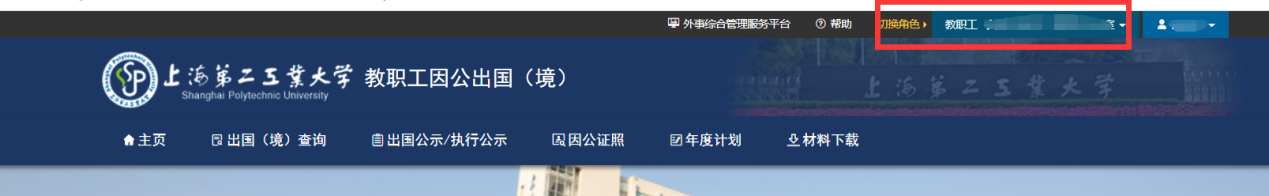 外事综合管理服务平台 帮助 切换角色 教职工
上海第二工业大学 教职工因公出国（境）
Shanghai Polytechnic University
上海第二工业大学
主页 出国（境）查询 出国公示/执行公示 因公证照 年度计划 材料下载